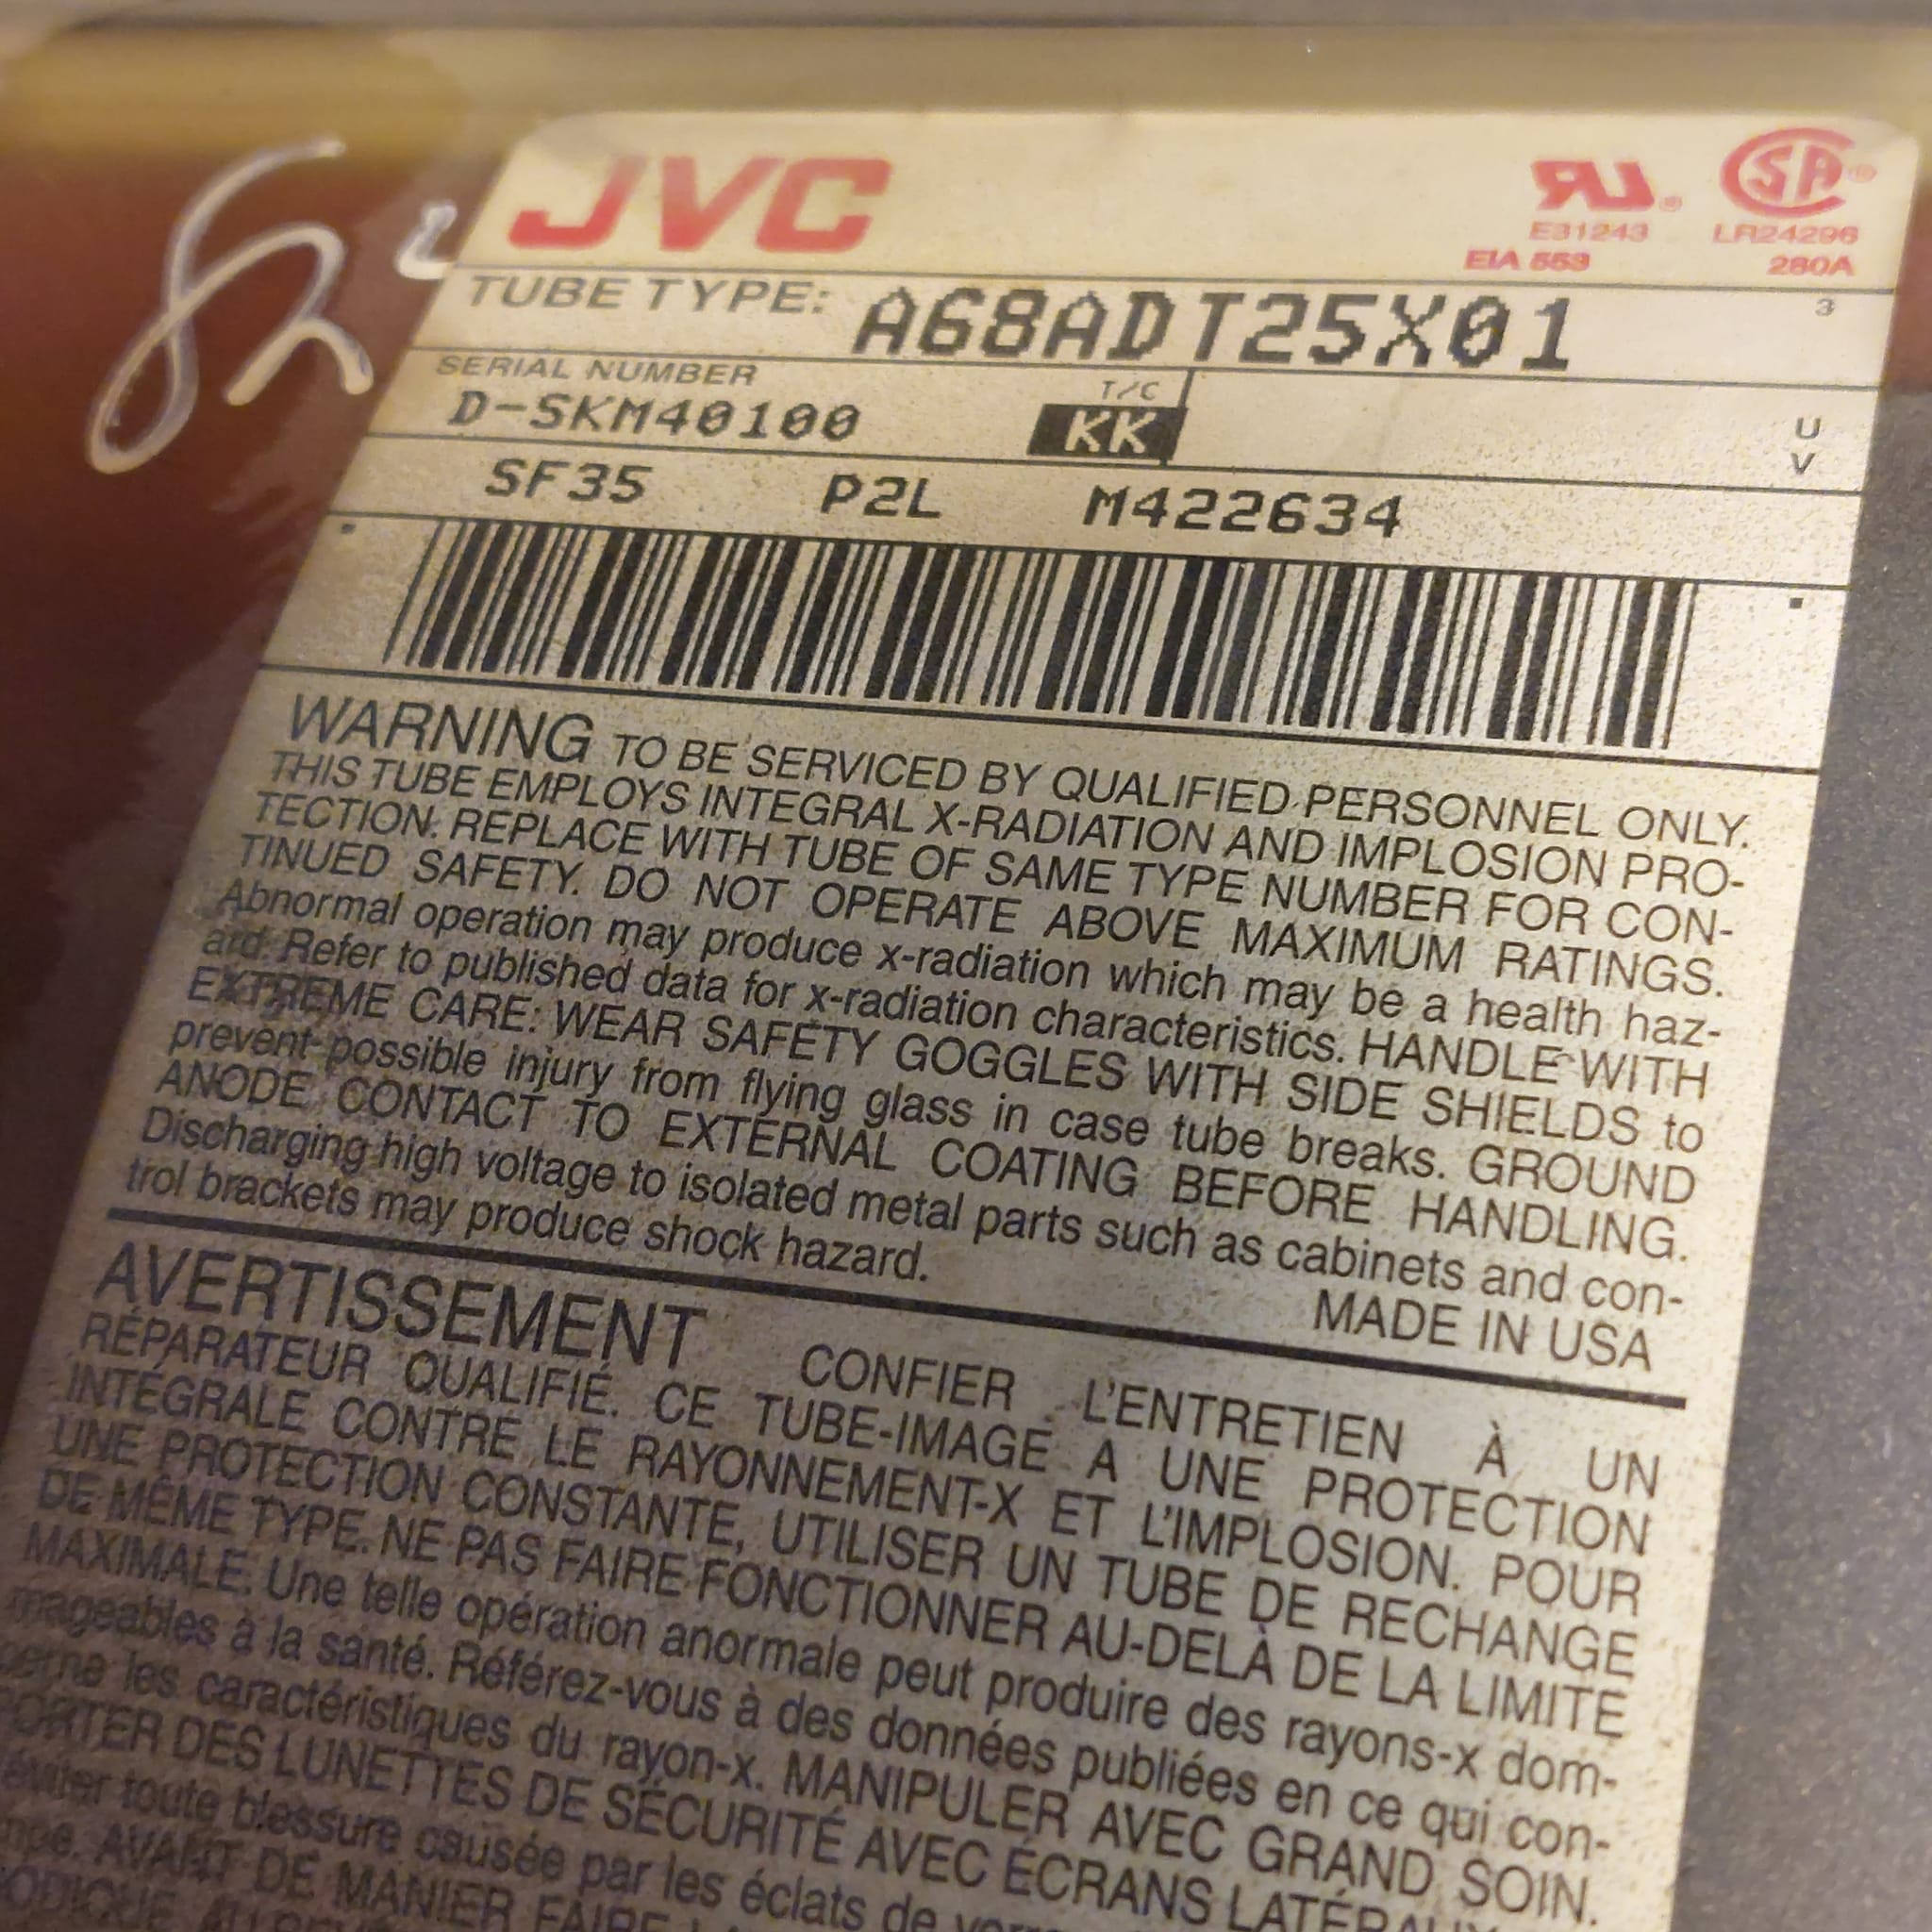 JVC
E31243
EIA 553
LR24296
260A
TUBE TYPE: A68ADT25X01
3
SERIAL NUMBER
T/C
D-SKM40100 KK
U
V
SF35 P2L M422634
WARNING TO BE SERVICED BY QUALIFIED PERSONNEL ONLY.
THIS TUBE EMPLOYS INTEGRAL X-RADIATION AND IMPLOSION PRO-
TECTION. REPLACE WITH TUBE OF SAME TYPE NUMBER FOR CON-
TINUED SAFETY. DO NOT OPERATE ABOVE MAXIMUM RATINGS.
Abnormal operation may produce x-radiation which may be a health haz-
ard. Refer to published data for x-radiation characteristics. HANDLE WITH
EXTREME CARE: WEAR SAFETY GOGGLES WITH SIDE SHIELDS to
prevent possible injury from flying glass in case tube breaks. GROUND
ANODE CONTACT TO EXTERNAL COATING BEFORE HANDLING.
Discharging high voltage to isolated metal parts such as cabinets and con-
trol brackets may produce shock hazard.
MADE IN USA
AVERTISSEMENT CONFIER L'ENTRETIEN À UN
RÉPARATEUR QUALIFIÉ. CE TUBE-IMAGE A UNE PROTECTION
INTÉGRALE CONTRE LE RAYONNEMENT-X ET L'IMPLOSION. POUR
UNE PROTECTION CONSTANTE, UTILISER UN TUBE DE RECHANGE
DE MÊME TYPE. NE PAS FAIRE FONCTIONNER AU-DELÀ DE LA LIMITE
MAXIMALE. Une telle opération anormale peut produire des rayons-x dom-
mageables à la santé. Référez-vous à des données publiées en ce qui con-
cerne les caractéristiques du rayon-x. MANIPULER AVEC GRAND SOIN.
PORTER DES LUNETTES DE SÉCURITÉ AVEC ÉCRANS
éviter toute blessure causée par les éclats de
AVANT DE MANIER FAIRE